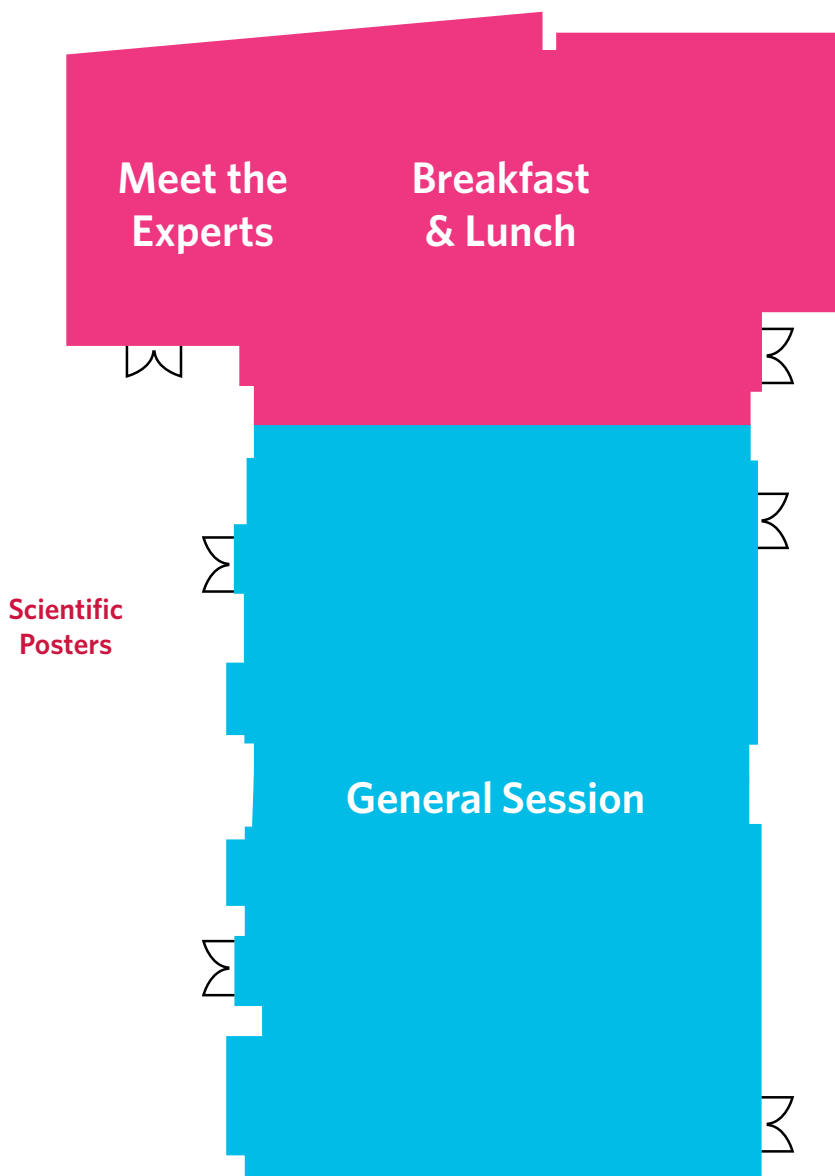 Meet the
Experts
Breakfast
& Lunch
Scientific
Posters
General Session